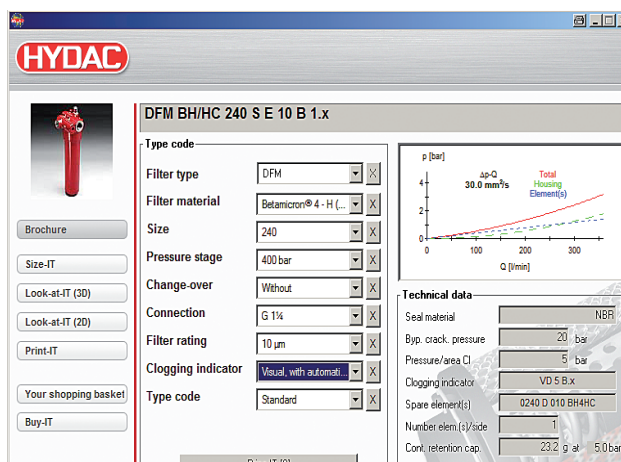 HYDAC
DFM BH/HC 240 S E 10 B 1.x
Brochure
Size-IT
Look-at-IT (3D)
Look-at-IT (2D)
Print-IT
Your shopping basket
Buy-IT
Type code
Filter type DFM X
Filter material Betamicron® 4 - H (... X
Size 240 X
Pressure stage 400 bar X
Change-over Without X
Connection G 1¼ X
Filter rating 10 µm X
Clogging indicator Visual, with automati... X
Type code Standard X
p [bar]
Δp-Q
30.0 mm²/s
Total
Housing
Element(s)
4
2
0
0 100 200 300
Q [l/min]
Technical data
Seal material NBR
Byp. crack. pressure 20 bar
Pressure/area CI 5 bar
Clogging indicator VD 5 B.x
Spare element(s) 0240 D 010 BH4HC
Number elem.(s)/side 1
Cont. retention cap. 23.2 g at 5.0 bar